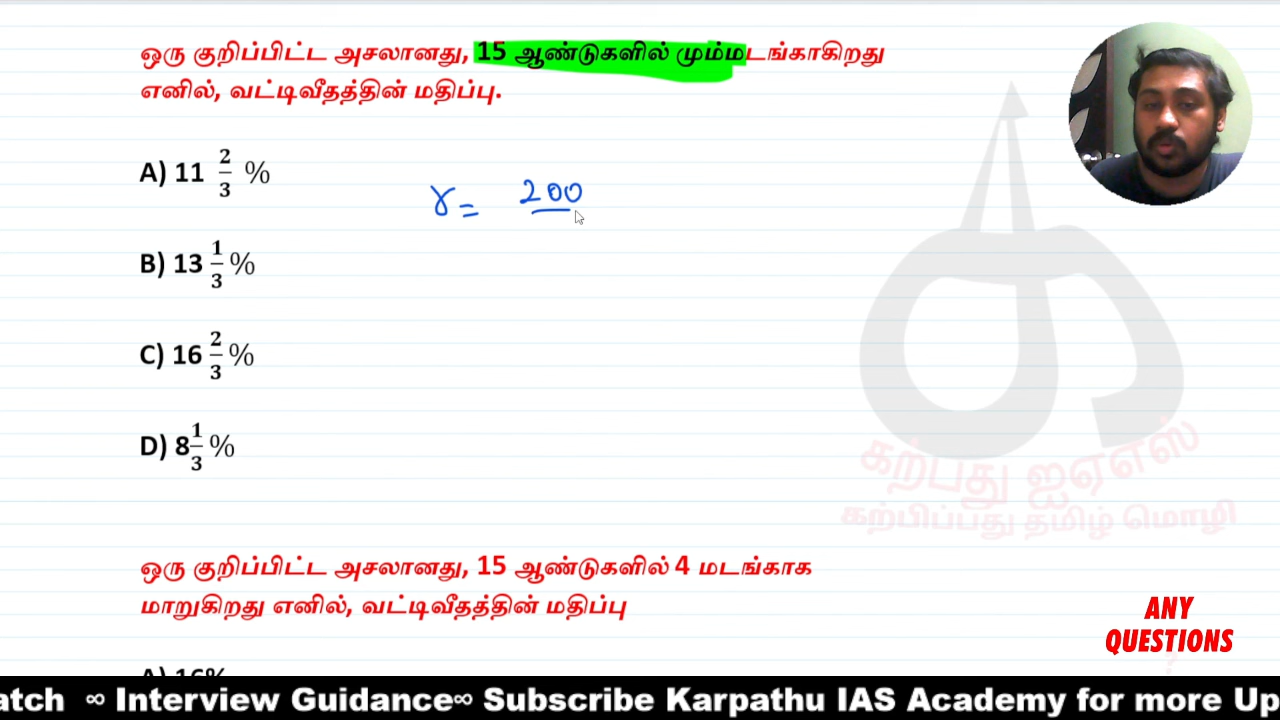 ஒரு குறிப்பிட்ட அசலானது, 15 ஆண்டுகளில் மும்மடங்காகிறது
எனில், வட்டிவீதத்தின் மதிப்பு.
A) 11 2/3 %
r = 200
B) 13 1/3 %
C) 16 2/3 %
D) 8 1/3 %
கற்பது ஐஏஎஸ்
கற்பிப்பது தமிழ் மொழி
ஒரு குறிப்பிட்ட அசலானது, 15 ஆண்டுகளில் 4 மடங்காக
மாறுகிறது எனில், வட்டிவீதத்தின் மதிப்பு
ANY
QUESTIONS
A) 16%
atch ∞ Interview Guidance∞ Subscribe Karpathu IAS Academy for more Up